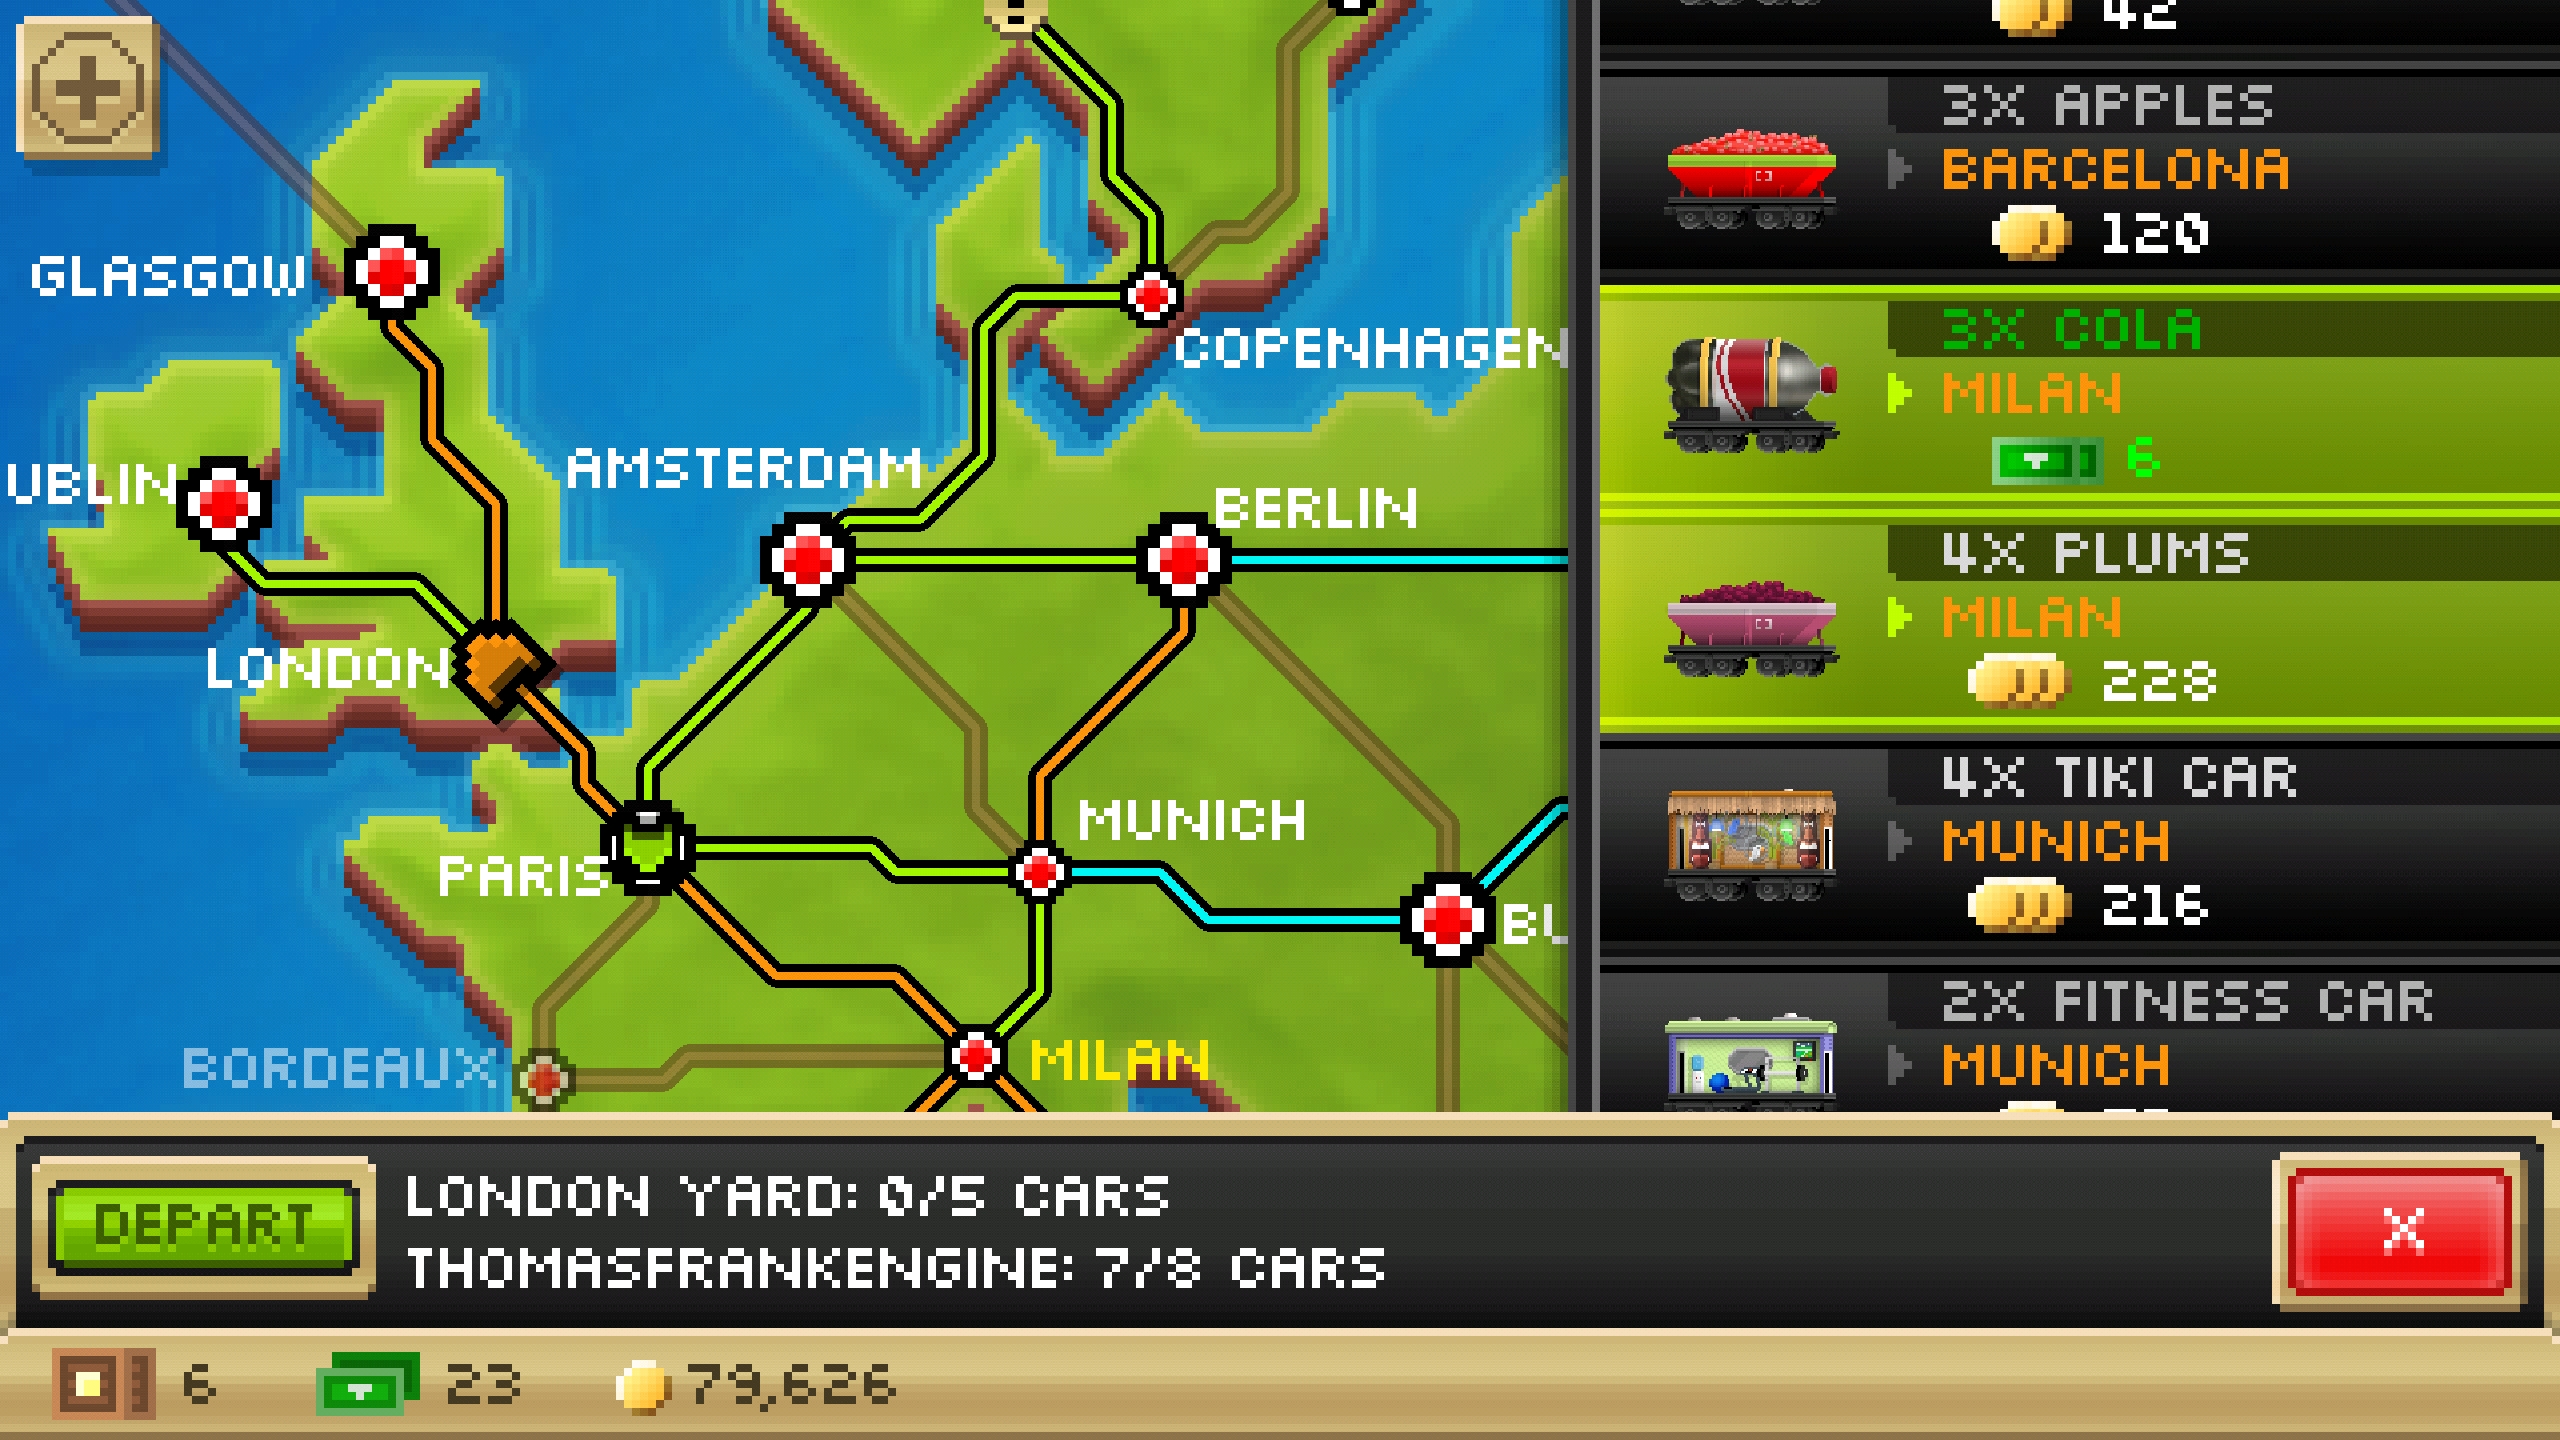 GLASGOW
COPENHAGEN
UBLIN
AMSTERDAM
BERLIN
LONDON
MUNICH
PARIS
BU
BORDEAUX
MILAN
42
3X APPLES
BARCELONA
120
3X COLA
MILAN
6
4X PLUMS
MILAN
228
4X TIKI CAR
MUNICH
216
2X FITNESS CAR
MUNICH
DEPART
LONDON YARD: 0/5 CARS
THOMASFRANKENGINE: 7/8 CARS
X
6
23
79,626